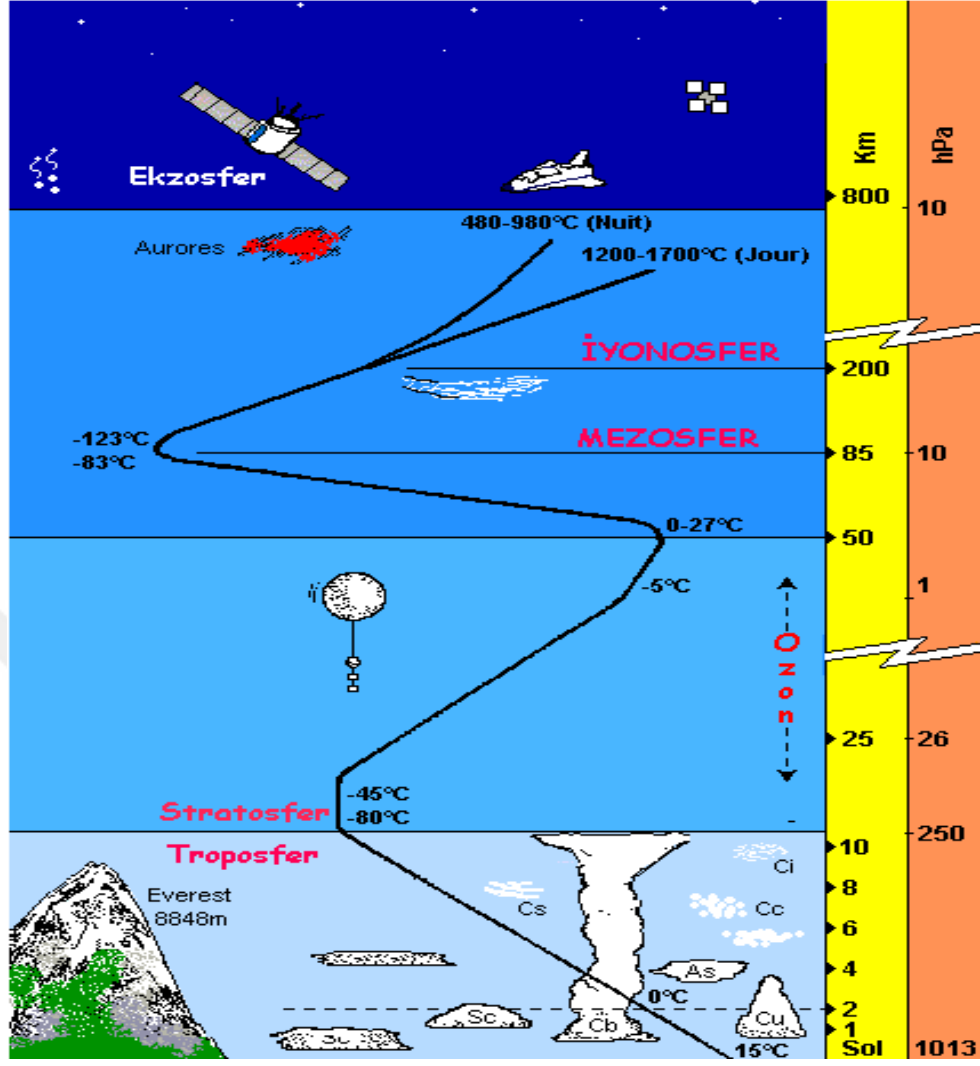 Km
hPa
Ekzosfer
800
10
480-980°C (Nuit)
Aurores
1200-1700°C (Jour)
İYONOSFER
200
-123°C
MEZOSFER
-83°C
85
10
0-27°C
50
-5°C
1
Ozon
25
26
-45°C
Stratosfer
-80°C
250
Troposfer
10
Ci
Everest
8848m
8
Cs
Cc
6
As
4
0°C
2
Sc
Cb
Cu
1
15°C
Sol
1013